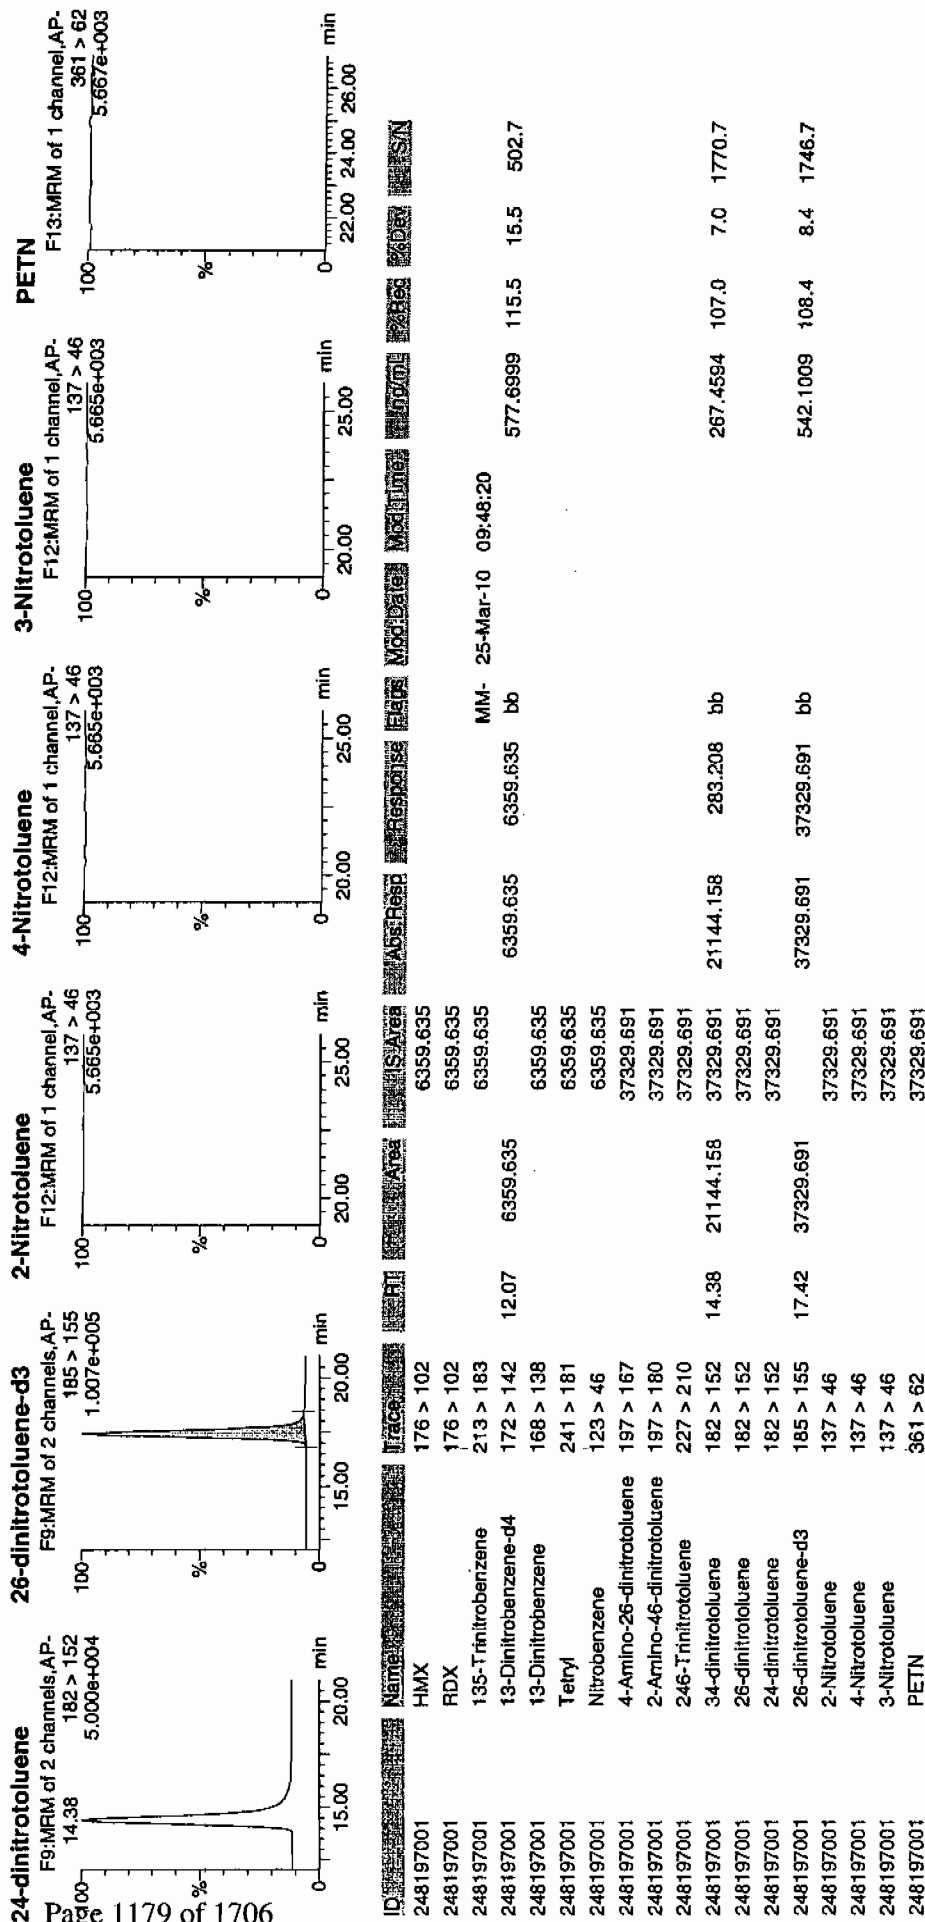 24-dinitrotoluene
F9:MRM of 2 channels,AP-
14.38 182 > 152
5.000e+004
100
%
0
15.00 20.00 min
26-dinitrotoluene-d3
F9:MRM of 2 channels,AP-
185 > 155
1.007e+005
100
%
0
15.00 20.00 min
2-Nitrotoluene
F12:MRM of 1 channel,AP-
137 > 46
5.665e+003
100
%
0
20.00 25.00 min
4-Nitrotoluene
F12:MRM of 1 channel,AP-
137 > 46
5.665e+003
100
%
0
20.00 25.00 min
3-Nitrotoluene
F12:MRM of 1 channel,AP-
137 > 46
5.665e+003
100
%
0
20.00 25.00 min
PETN
F13:MRM of 1 channel,AP-
361 > 62
5.667e+003
100
%
0
22.00 24.00 26.00 min
ID Name Trace RT Area IS Area Abs.Resp Response Flags Mod.Date Mod.Time ng/mL %Rec %Dev S/N
248197001 HMX 176 > 102 6359.635 MM- 25-Mar-10 09:48:20
248197001 RDX 176 > 102 6359.635
248197001 135-Trinitrobenzene 213 > 183 6359.635
248197001 13-Dinitrobenzene-d4 172 > 142 12.07 6359.635 6359.635 6359.635 bb 577.6999 115.5 15.5 502.7
248197001 13-Dinitrobenzene 168 > 138 6359.635
248197001 Tetryl 241 > 181 6359.635
248197001 Nitrobenzene 123 > 46 6359.635
248197001 4-Amino-26-dinitrotoluene 197 > 167 37329.691
248197001 2-Amino-46-dinitrotoluene 197 > 180 37329.691
248197001 246-Trinitrotoluene 227 > 210 37329.691
248197001 34-dinitrotoluene 182 > 152 14.38 21144.158 37329.691 21144.158 283.208 bb 267.4594 107.0 7.0 1770.7
248197001 26-dinitrotoluene 182 > 152 37329.691
248197001 24-dinitrotoluene 182 > 152 37329.691
248197001 26-dinitrotoluene-d3 185 > 155 17.42 37329.691 37329.691 37329.691 bb 542.1009 108.4 8.4 1746.7
248197001 2-Nitrotoluene 137 > 46 37329.691
248197001 4-Nitrotoluene 137 > 46 37329.691
248197001 3-Nitrotoluene 137 > 46 37329.691
248197001 PETN 361 > 62 37329.691
Page 1179 of 1706